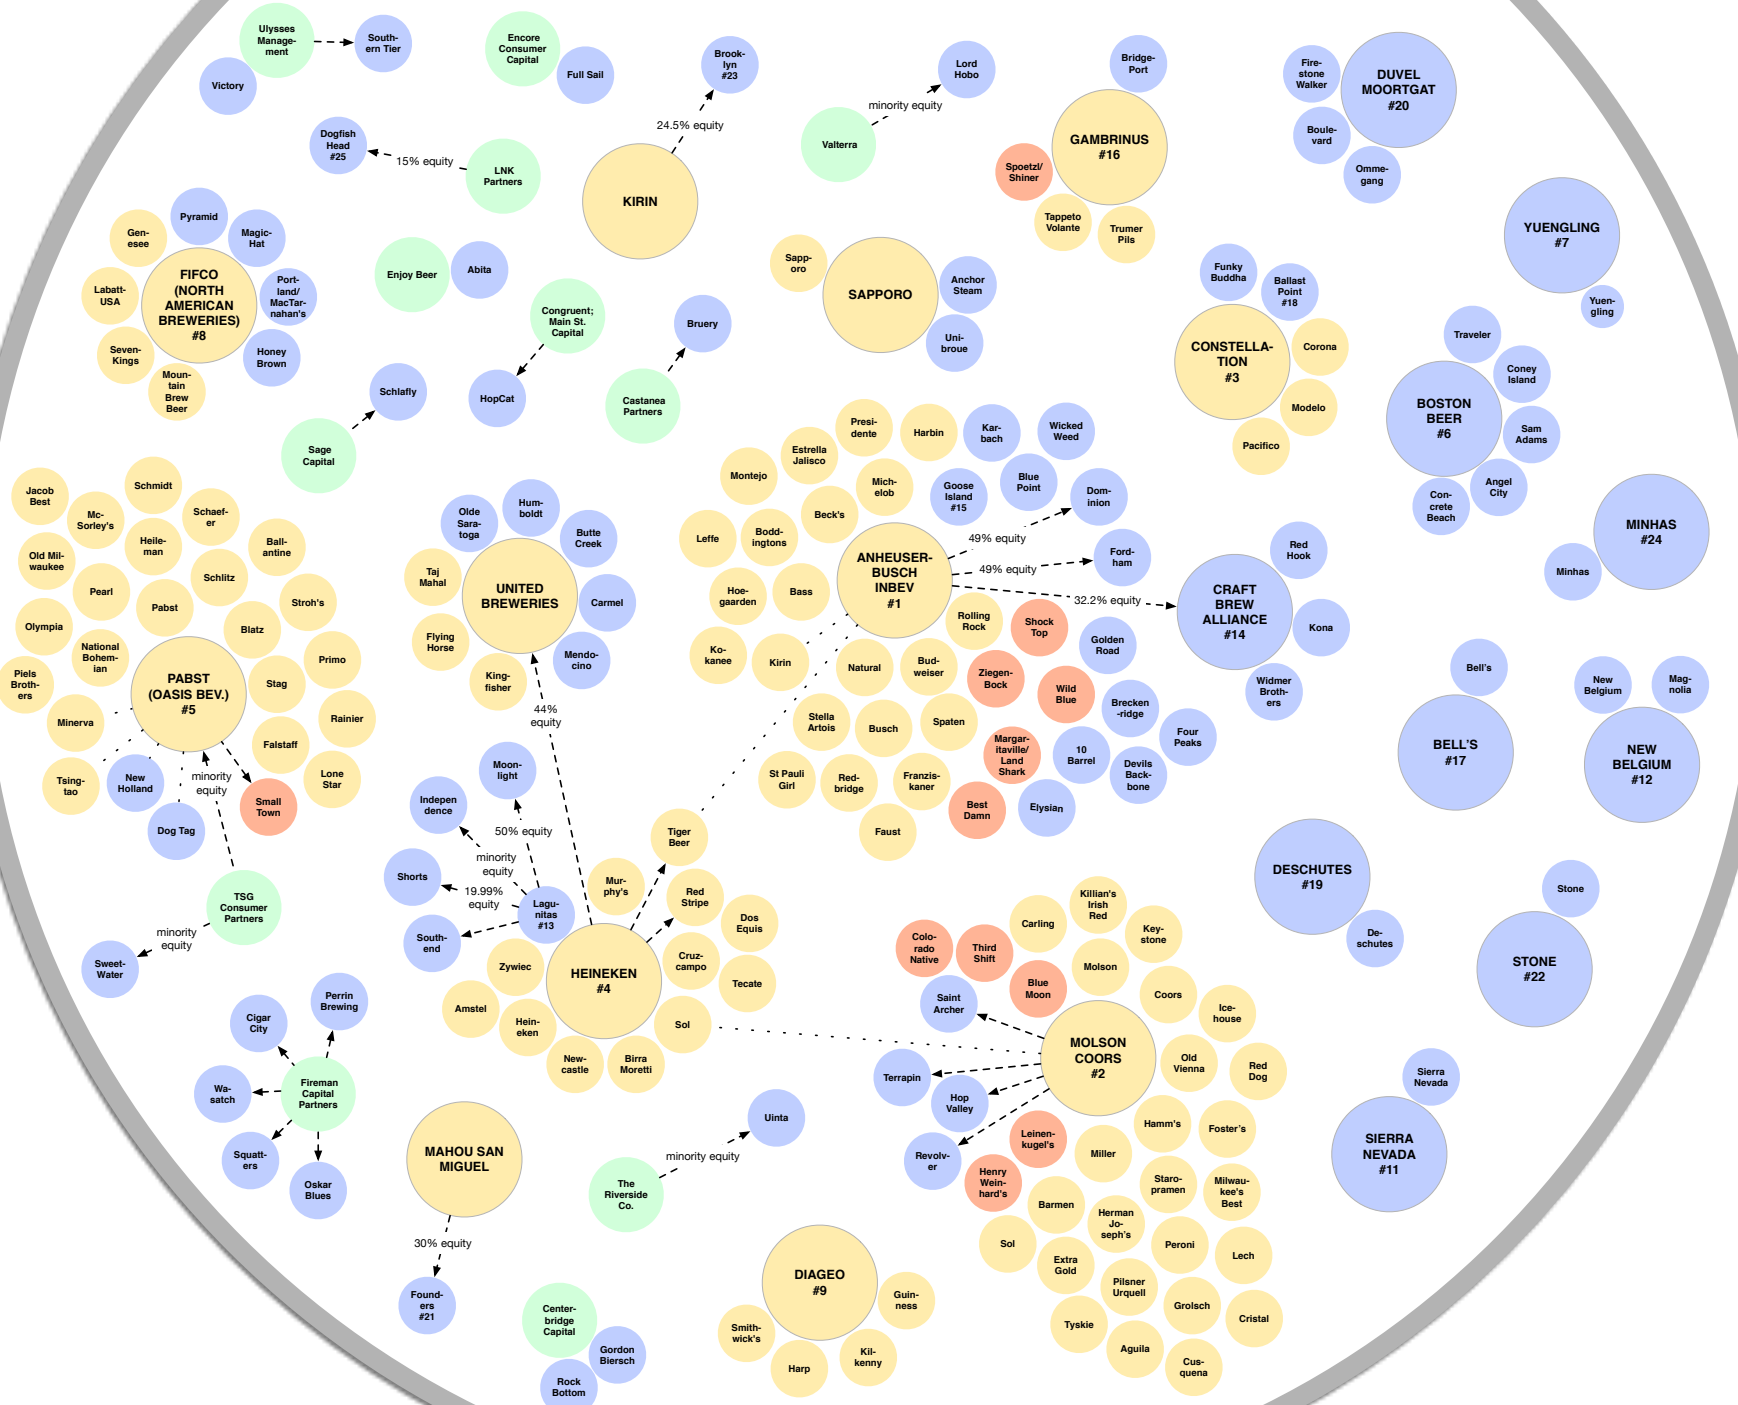 Ulysses
Manage-
ment
South-
ern Tier
Victory
Encore
Consumer
Capital
Full Sail
Brook-
lyn
#23
24.5% equity
KIRIN
Dogfish
Head
#25
15% equity
LNK
Partners
Lord
Hobo
minority equity
Valterra
Bridge-
Port
GAMBRINUS
#16
Spoetzl/
Shiner
Tappeto
Volante
Trumer
Pils
Fire-
stone
Walker
DUVEL
MOORTGAT
#20
Boule-
vard
Omme-
gang
YUENGLING
#7
Yuen-
gling
Pyramid
Gen-
esee
Magic-
Hat
FIFCO
(NORTH
AMERICAN
BREWERIES)
#8
Labatt-
USA
Port-
land/
MacTar-
nahan's
Seven-
Kings
Honey
Brown
Moun-
tain
Brew
Beer
Enjoy Beer
Abita
Congruent;
Main St.
Capital
HopCat
Bruery
Castanea
Partners
Schlafly
Sage
Capital
Sapp-
oro
SAPPORO
Anchor
Steam
Uni-
broue
Funky
Buddha
Ballast
Point
#18
CONSTELLA-
TION
#3
Corona
Modelo
Pacifico
Traveler
Coney
Island
BOSTON
BEER
#6
Sam
Adams
Angel
City
Con-
crete
Beach
MINHAS
#24
Minhas
Jacob
Best
Schmidt
Mc-
Sorley's
Schaef-
er
Old Mil-
waukee
Heile-
man
Ball-
antine
Pearl
Schlitz
Stroh's
Pabst
Olympia
Blatz
National
Bohem-
ian
Primo
Piels
Broth-
ers
PABST
(OASIS BEV.)
#5
Stag
Minerva
Rainier
Falstaff
Tsing-
tao
New
Holland
minority
equity
Lone
Star
Small
Town
Dog Tag
TSG
Consumer
Partners
minority
equity
Sweet-
Water
Olde
Sara-
toga
Hum-
boldt
Butte
Creek
Taj
Mahal
UNITED
BREWERIES
Carmel
Flying
Horse
King-
fisher
Mendo-
cino
44%
equity
Presi-
dente
Harbin
Kar-
bach
Wicked
Weed
Estrella
Jalisco
Montejo
Mich-
elob
Goose
Island
#15
Blue
Point
Dom-
inion
Beck's
Leffe
Bodd-
ingtons
ANHEUSER-
BUSCH
INBEV
#1
49% equity
Ford-
ham
49% equity
32.2% equity
Hoe-
gaarden
Bass
Rolling
Rock
Shock
Top
Golden
Road
Ko-
kanee
Kirin
Natural
Bud-
weiser
Ziegen-
Bock
Wild
Blue
Brecken
-ridge
Four
Peaks
Stella
Artois
Busch
Spaten
Margar-
itaville/
Land
Shark
10
Barrel
Devils
Back-
bone
St Pauli
Girl
Red-
bridge
Franzis-
kaner
Best
Damn
Elysian
Faust
Red
Hook
CRAFT
BREW
ALLIANCE
#14
Kona
Widmer
Broth-
ers
Bell's
BELL'S
#17
New
Belgium
Mag-
nolia
NEW
BELGIUM
#12
Moon-
light
Indepen
dence
50% equity
minority
equity
Shorts
19.99%
equity
Lagu-
nitas
#13
South-
end
Tiger
Beer
Mur-
phy's
Red
Stripe
Dos
Equis
Zywiec
HEINEKEN
#4
Cruz-
campo
Tecate
Amstel
Hein-
eken
Sol
New-
castle
Birra
Moretti
DESCHUTES
#19
De-
schutes
Stone
STONE
#22
Killian's
Irish
Red
Carling
Key-
stone
Colo-
rado
Native
Third
Shift
Molson
Blue
Moon
Coors
Saint
Archer
Ice-
house
MOLSON
COORS
#2
Old
Vienna
Red
Dog
Terrapin
Hop
Valley
Leinen-
kugel's
Hamm's
Foster's
Revolv-
er
Miller
Henry
Wein-
hard's
Staro-
pramen
Milwau-
kee's
Best
Barmen
Herman
Jo-
seph's
Sol
Peroni
Lech
Extra
Gold
Pilsner
Urquell
Grolsch
Tyskie
Cristal
Aguila
Cus-
quena
Sierra
Nevada
SIERRA
NEVADA
#11
Perrin
Brewing
Cigar
City
Wa-
satch
Fireman
Capital
Partners
Squatt-
ers
Oskar
Blues
MAHOU SAN
MIGUEL
30% equity
Found-
ers
#21
Uinta
minority equity
The
Riverside
Co.
DIAGEO
#9
Guin-
ness
Smith-
wick's
Harp
Kil-
kenny
Center-
bridge
Capital
Gordon
Biersch
Rock
Bottom